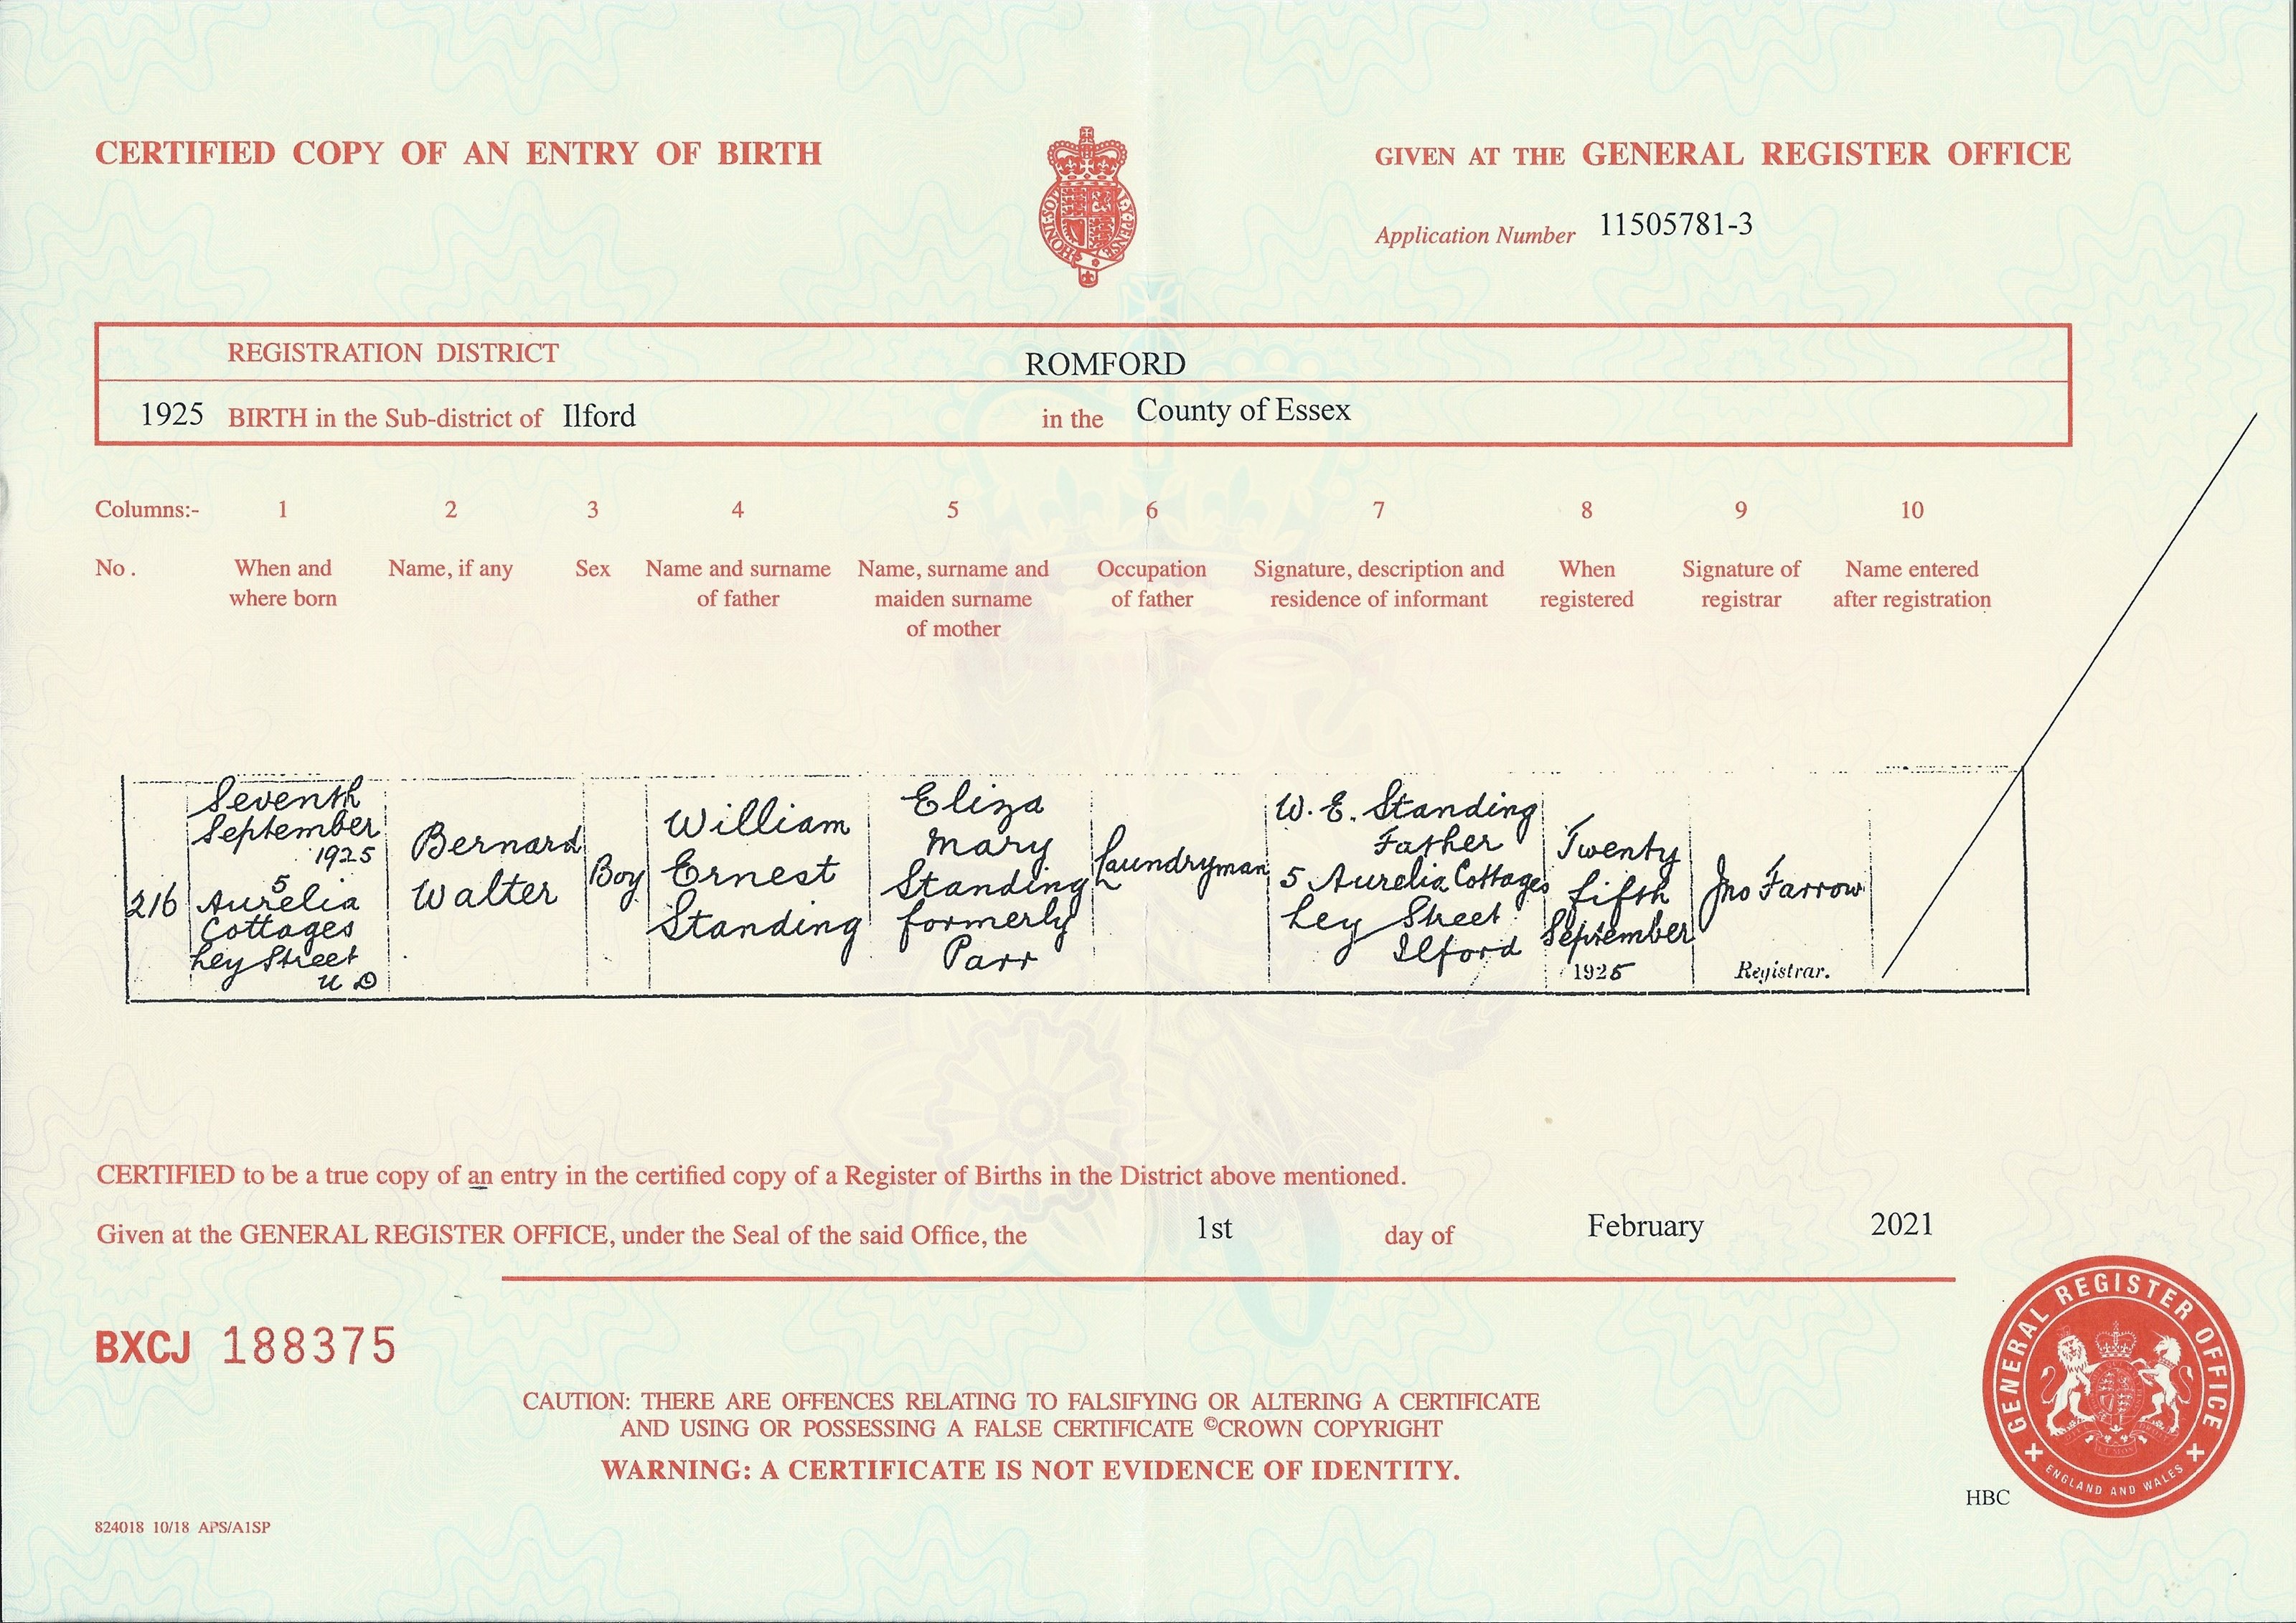 CERTIFIED COPY OF AN ENTRY OF BIRTH
GIVEN AT THE GENERAL REGISTER OFFICE
HONI SOIT QUI MAL Y PENSE
Application Number 11505781-3
REGISTRATION DISTRICT ROMFORD
1925 BIRTH in the Sub-district of Ilford in the County of Essex
Columns:- 1 2 3 4 5 6 7 8 9 10
No.
When and
where born
Name, if any
Sex
Name and surname
of father
Name, surname and
maiden surname
of mother
Occupation
of father
Signature, description and
residence of informant
When
registered
Signature of
registrar
Name entered
after registration
216
Seventh
September
1925
5
Aurelia
Cottages
Ley Street
U D
Bernard
Walter
Boy
William
Ernest
Standing
Eliza
Mary
Standing
formerly
Parr
Laundryman
W. E. Standing
Father
5 Aurelia Cottages
Ley Street
Ilford
Twenty
fifth
September
1925
Jno Farrow
Registrar.
CERTIFIED to be a true copy of an entry in the certified copy of a Register of Births in the District above mentioned.
Given at the GENERAL REGISTER OFFICE, under the Seal of the said Office, the 1st day of February 2021
BXCJ 188375
CAUTION: THERE ARE OFFENCES RELATING TO FALSIFYING OR ALTERING A CERTIFICATE
AND USING OR POSSESSING A FALSE CERTIFICATE ©CROWN COPYRIGHT
WARNING: A CERTIFICATE IS NOT EVIDENCE OF IDENTITY.
GENERAL REGISTER OFFICE
ENGLAND AND WALES
HBC
824018 10/18 APS/A1SP